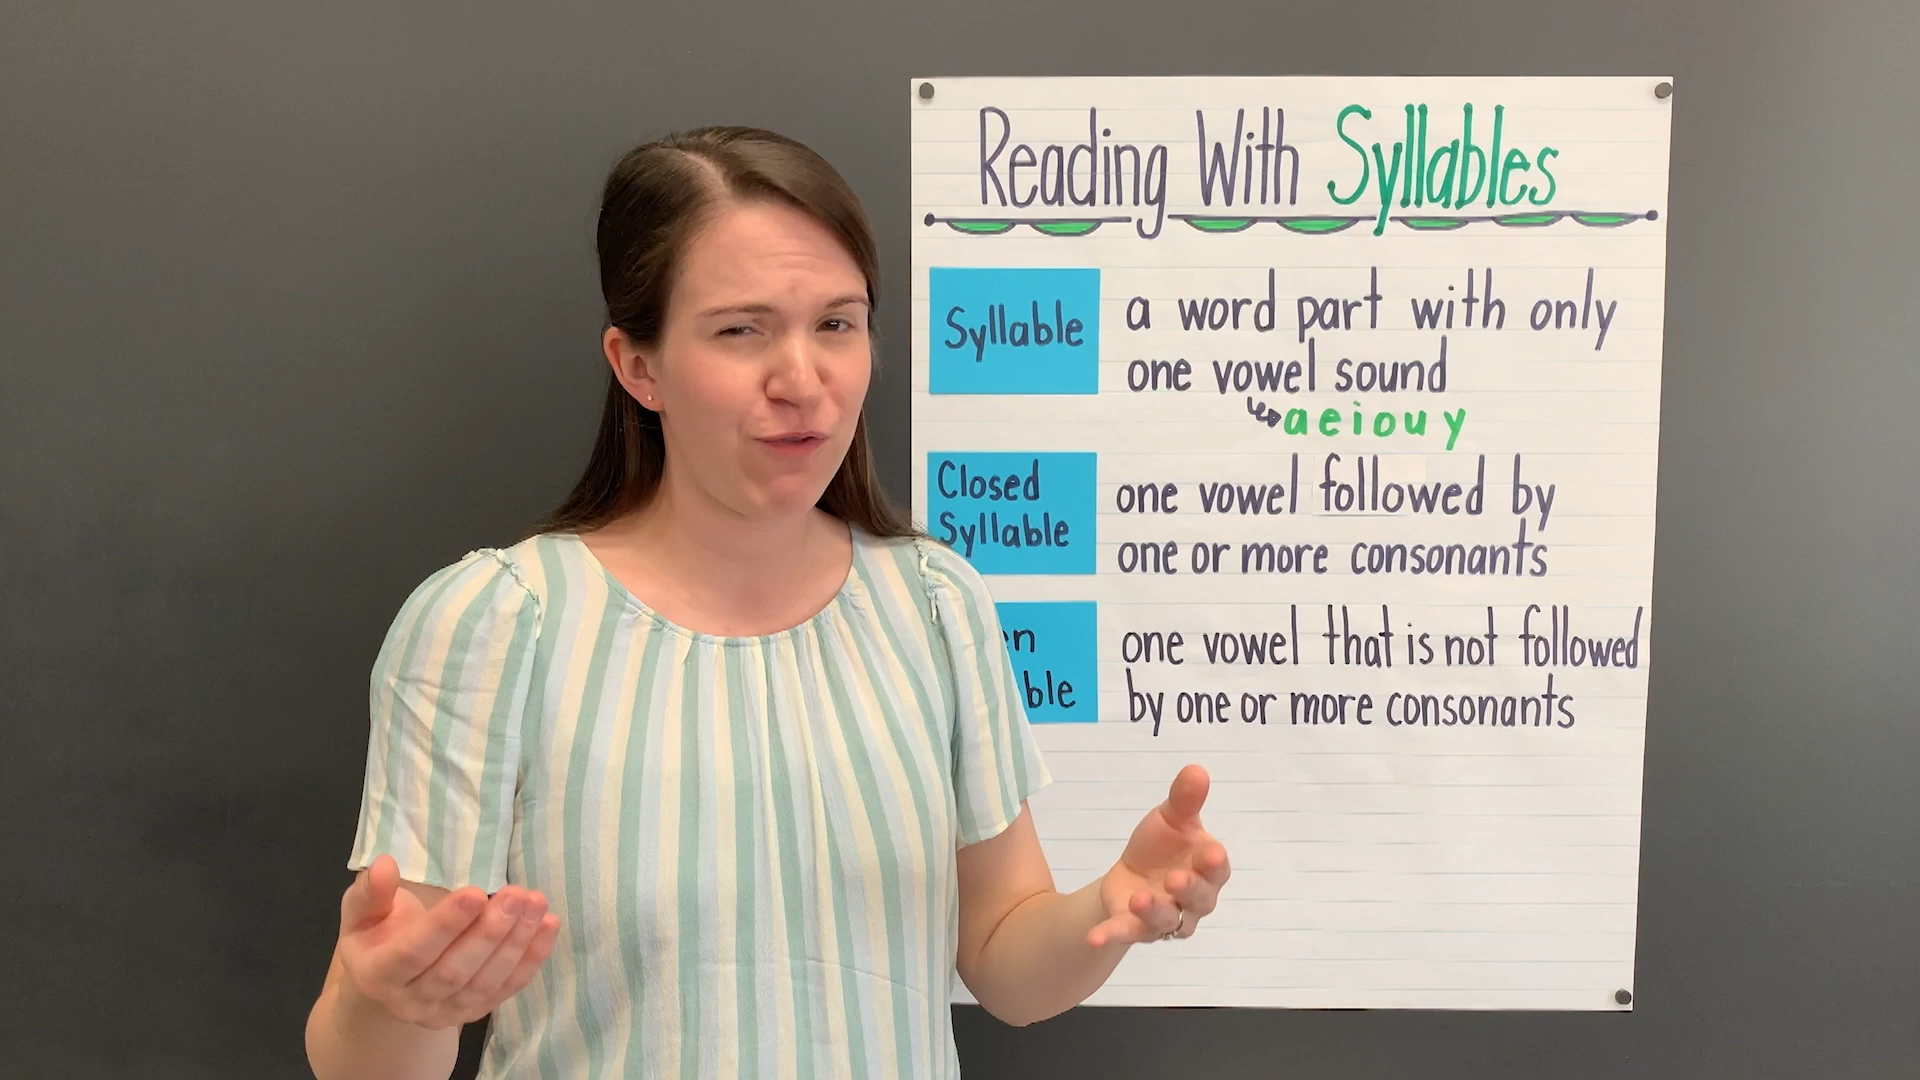 Reading With Syllables
Syllable
a word part with only
one vowel sound
a e i o u y
Closed
Syllable
one vowel followed by
one or more consonants
one vowel that is not followed
by one or more consonants